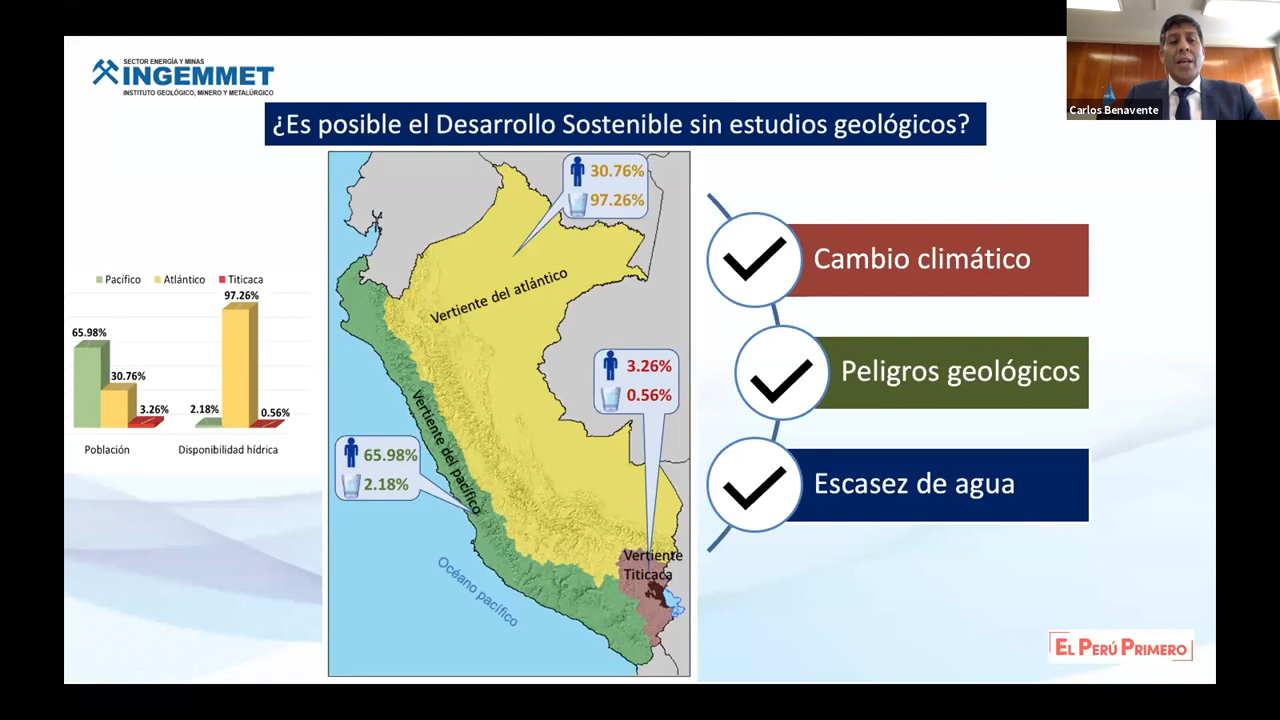 SECTOR ENERGÍA Y MINAS
INGEMMET
INSTITUTO GEOLÓGICO, MINERO Y METALÚRGICO
Carlos Benavente
¿Es posible el Desarrollo Sostenible sin estudios geológicos?
Pacífico Atlántico Titicaca
97.26%
65.98%
30.76%
3.26%
2.18%
0.56%
Población
Disponibilidad hídrica
30.76%
97.26%
Vertiente del atlántico
3.26%
0.56%
Vertiente del pacífico
65.98%
2.18%
Vertiente
Titicaca
Océano pacífico
Cambio climático
Peligros geológicos
Escasez de agua
EL PERÚ PRIMERO